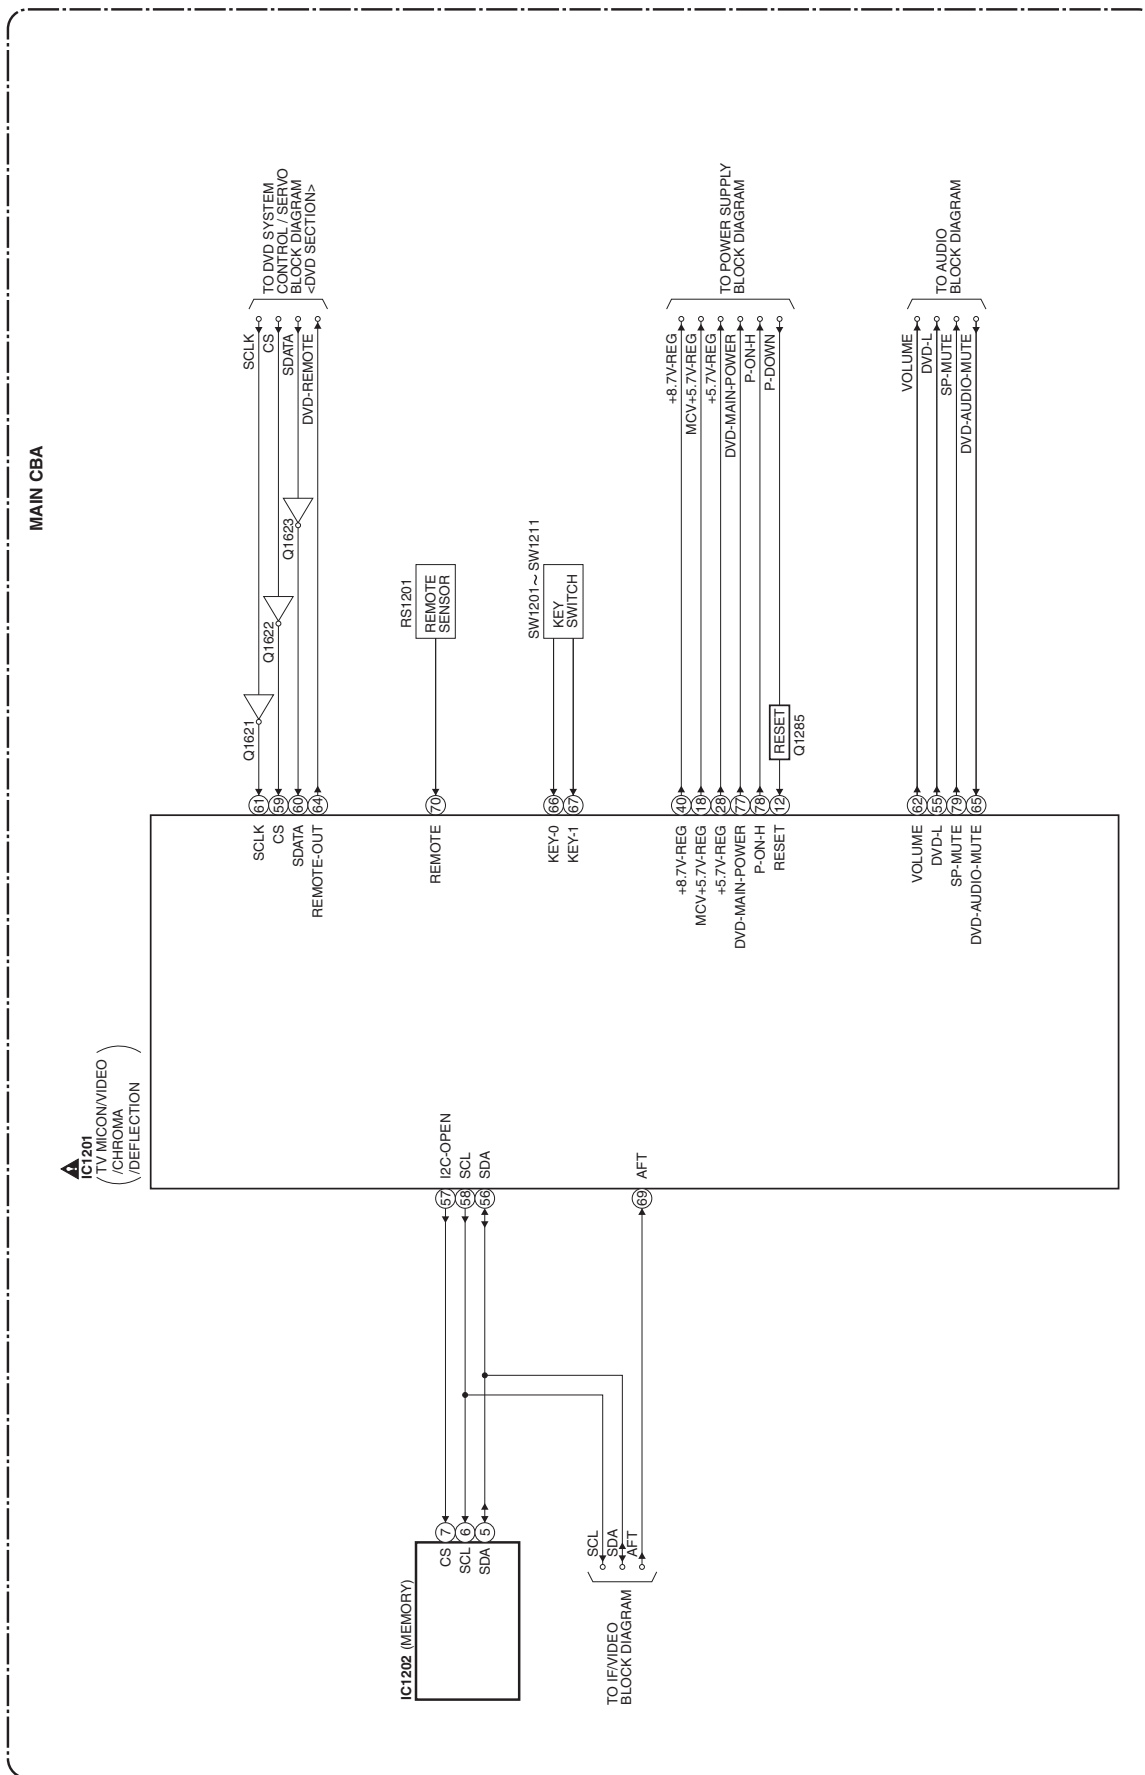 MAIN CBA
IC1201
TV MICON/VIDEO
/CHROMA
/DEFLECTION
IC1202 (MEMORY)
CS
SCL
SDA
7
6
5
57
58
56
I2C-OPEN
SCL
SDA
69
AFT
SCL
SDA
AFT
TO IF/VIDEO
BLOCK DIAGRAM
SCLK
CS
SDATA
REMOTE-OUT
61
59
60
64
Q1621
Q1622
Q1623
SCLK
CS
SDATA
DVD-REMOTE
TO DVD SYSTEM
CONTROL / SERVO
BLOCK DIAGRAM
<DVD SECTION>
REMOTE
70
RS1201
REMOTE
SENSOR
KEY-0
KEY-1
66
67
SW1201~ SW1211
KEY
SWITCH
+8.7V-REG
MCV+5.7V-REG
+5.7V-REG
DVD-MAIN-POWER
P-ON-H
RESET
40
18
28
77
78
12
RESET
Q1285
+8.7V-REG
MCV+5.7V-REG
+5.7V-REG
DVD-MAIN-POWER
P-ON-H
P-DOWN
TO POWER SUPPLY
BLOCK DIAGRAM
VOLUME
DVD-L
SP-MUTE
DVD-AUDIO-MUTE
62
55
79
65
VOLUME
DVD-L
SP-MUTE
DVD-AUDIO-MUTE
TO AUDIO
BLOCK DIAGRAM